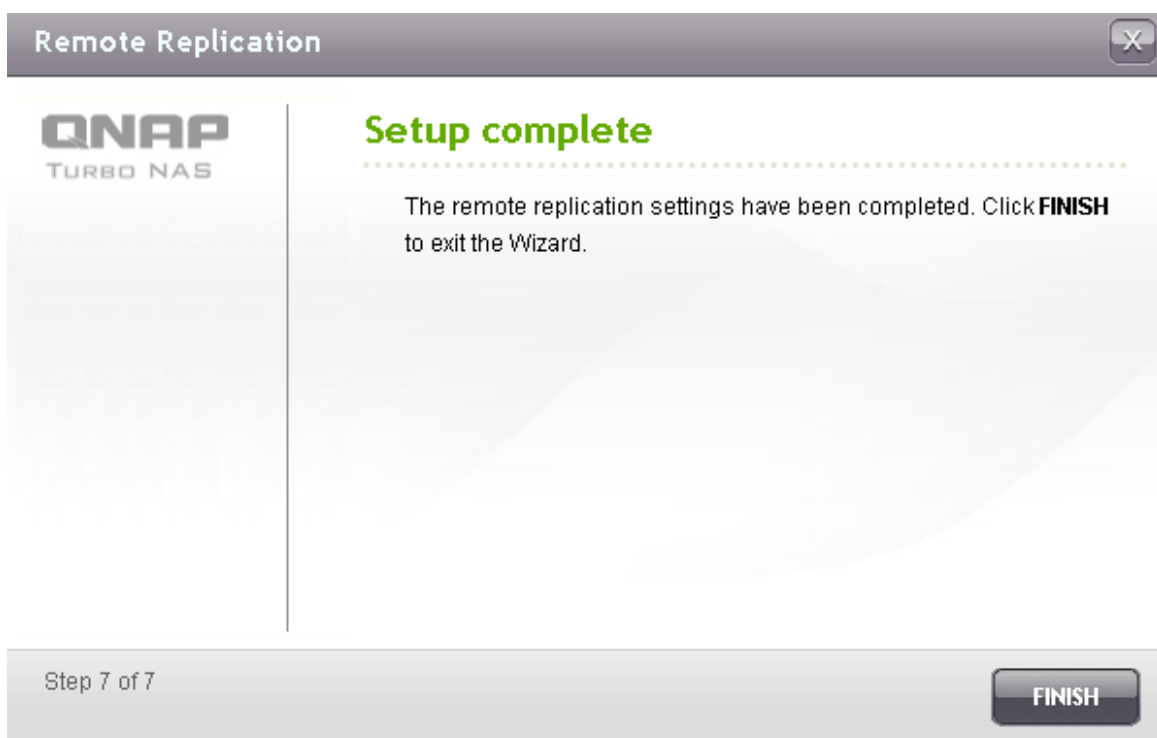 Remote Replication
X
QNAP
TURBO NAS
Setup complete
The remote replication settings have been completed. Click FINISH
to exit the Wizard.
Step 7 of 7
FINISH